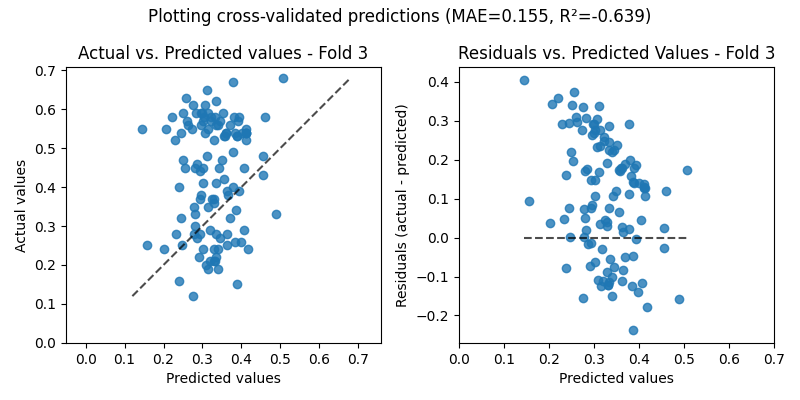 Plotting cross-validated predictions (MAE=0.155, R²=-0.639)
Actual vs. Predicted values - Fold 3
Actual values
0.7
0.6
0.5
0.4
0.3
0.2
0.1
0.0
0.0 0.1 0.2 0.3 0.4 0.5 0.6 0.7
Predicted values
Residuals vs. Predicted Values - Fold 3
Residuals (actual - predicted)
0.4
0.3
0.2
0.1
0.0
−0.1
−0.2
0.0 0.1 0.2 0.3 0.4 0.5 0.6 0.7
Predicted values